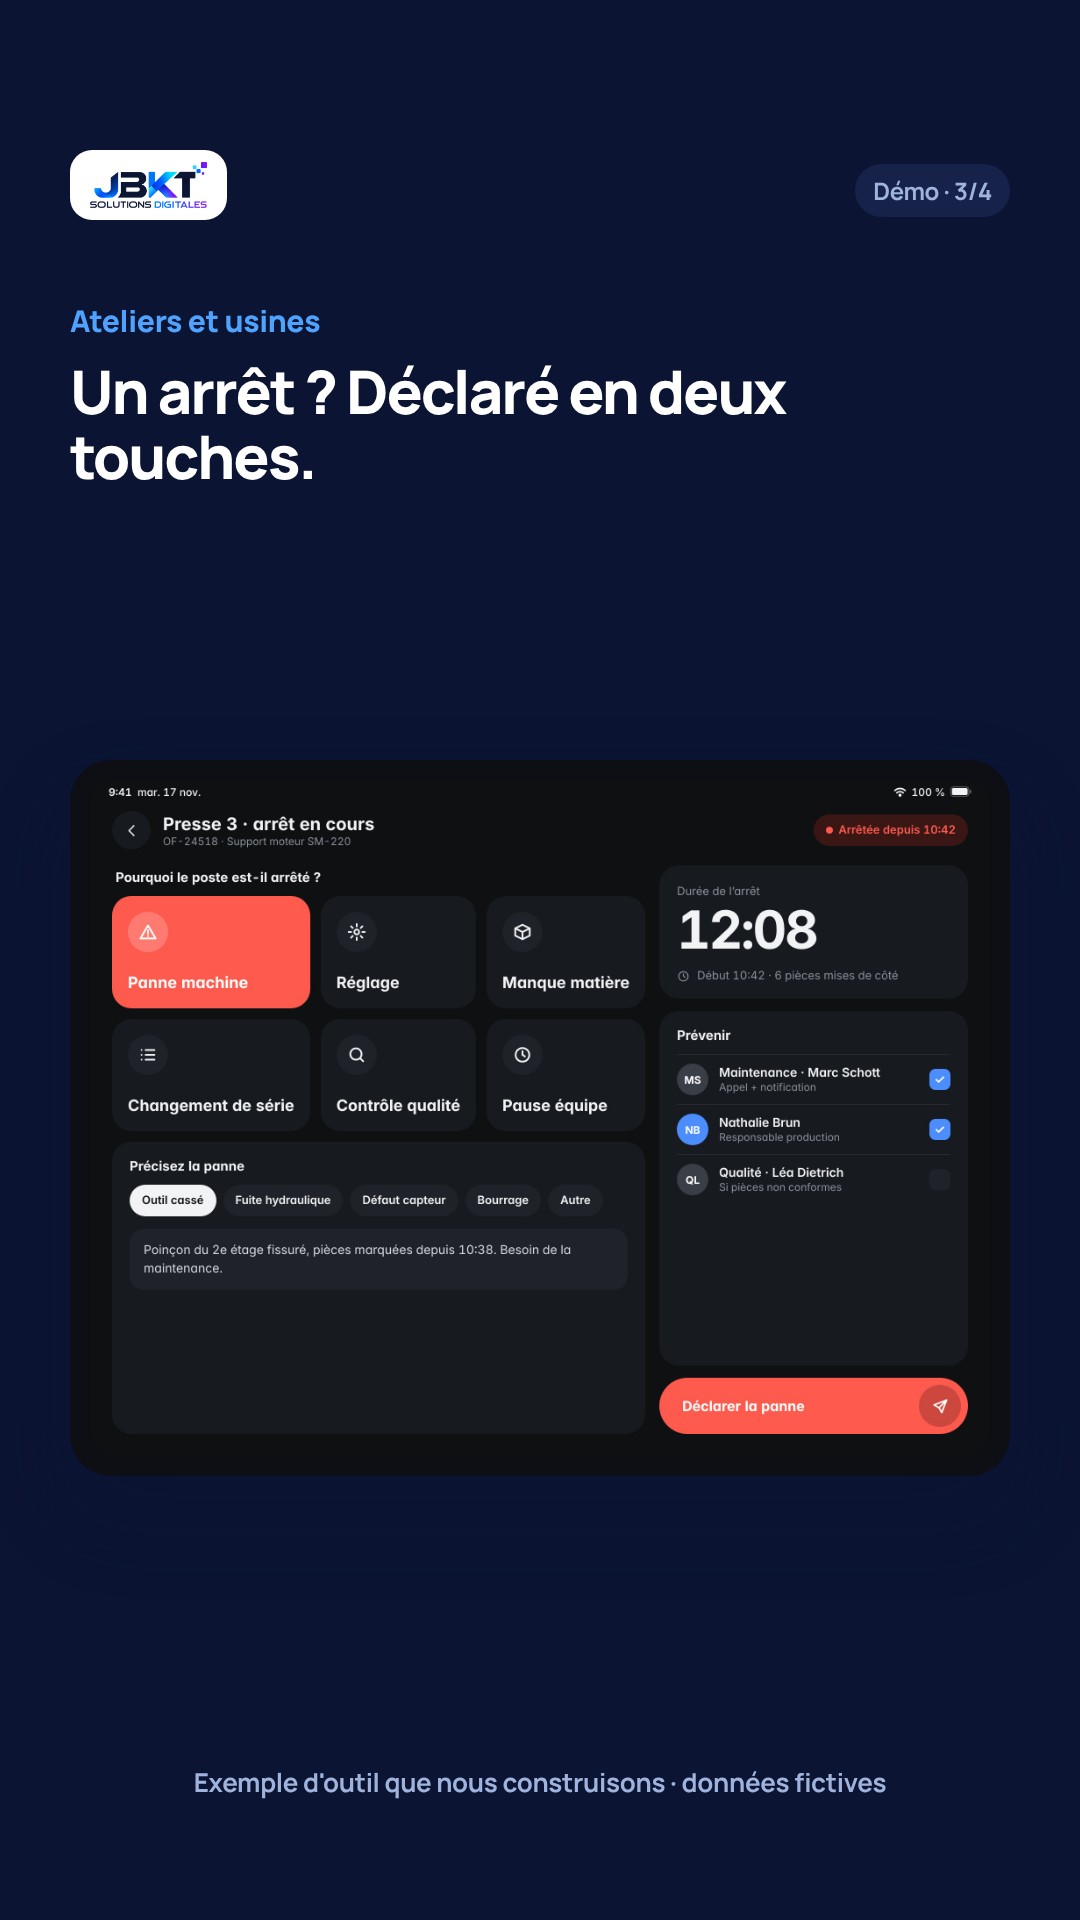 JBKT
SOLUTIONS DIGITALES
Démo · 3/4
Ateliers et usines
Un arrêt ? Déclaré en deux
touches.
9:41 mar. 17 nov.
100 %
Presse 3 · arrêt en cours
OF-24518 · Support moteur SM-220
Arrêtée depuis 10:42
Pourquoi le poste est-il arrêté ?
Panne machine
Réglage
Manque matière
Changement de série
Contrôle qualité
Pause équipe
Précisez la panne
Outil cassé
Fuite hydraulique
Défaut capteur
Bourrage
Autre
Poinçon du 2e étage fissuré, pièces marquées depuis 10:38. Besoin de la
maintenance.
Durée de l'arrêt
12:08
Début 10:42 · 6 pièces mises de côté
Prévenir
MS
Maintenance · Marc Schott
Appel + notification
NB
Nathalie Brun
Responsable production
QL
Qualité · Léa Dietrich
Si pièces non conformes
Déclarer la panne
Exemple d'outil que nous construisons · données fictives